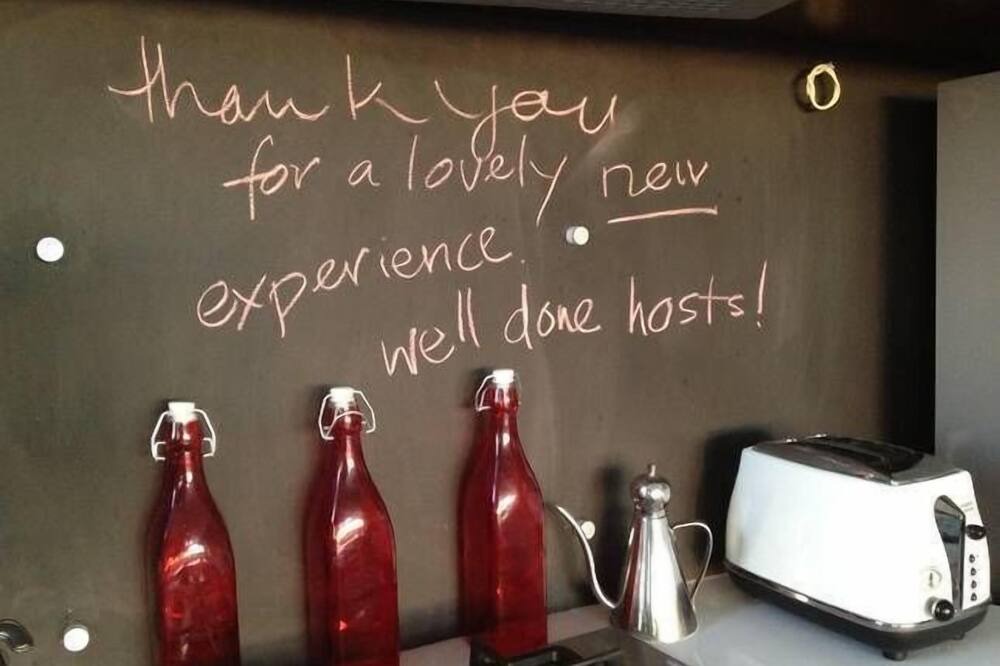 thank you
for a lovely new
experience.
well done hosts!